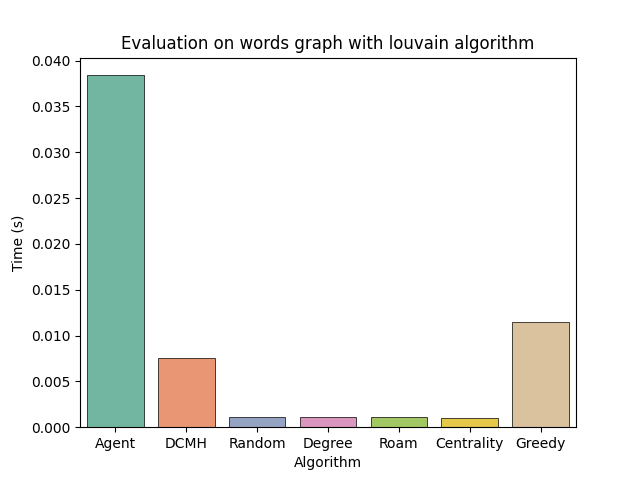 Evaluation on words graph with louvain algorithm
0.040
0.035
0.030
0.025
0.020
0.015
0.010
0.005
0.000
Time (s)
Agent DCMH Random Degree Roam Centrality Greedy
Algorithm